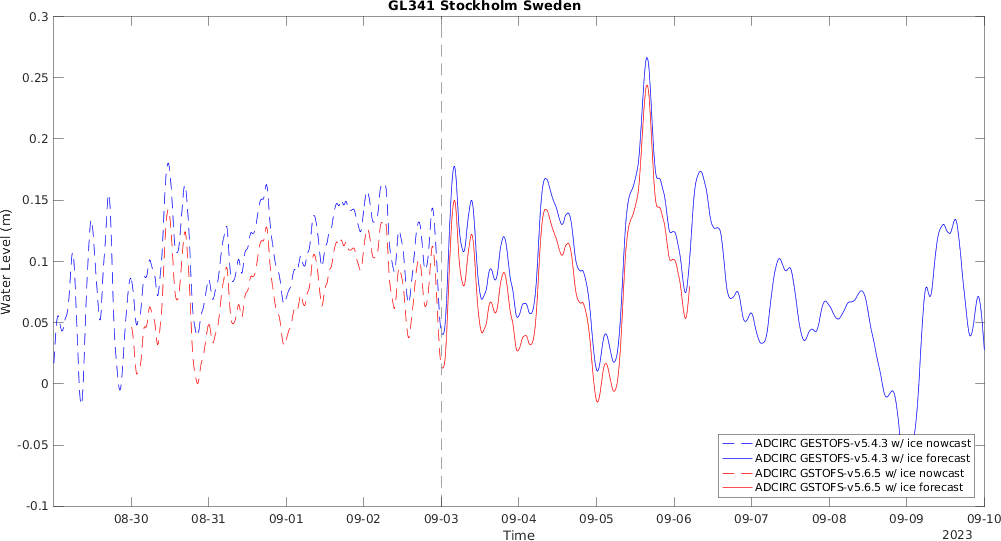 GL341 Stockholm Sweden
0.3
0.25
0.2
0.15
0.1
0.05
0
-0.05
-0.1
Water Level (m)
ADCIRC GESTOFS-v5.4.3 w/ ice nowcast
ADCIRC GESTOFS-v5.4.3 w/ ice forecast
ADCIRC GSTOFS-v5.6.5 w/ ice nowcast
ADCIRC GSTOFS-v5.6.5 w/ ice forecast
08-30 08-31 09-01 09-02 09-03 09-04 09-05 09-06 09-07 09-08 09-09 09-10
Time
2023